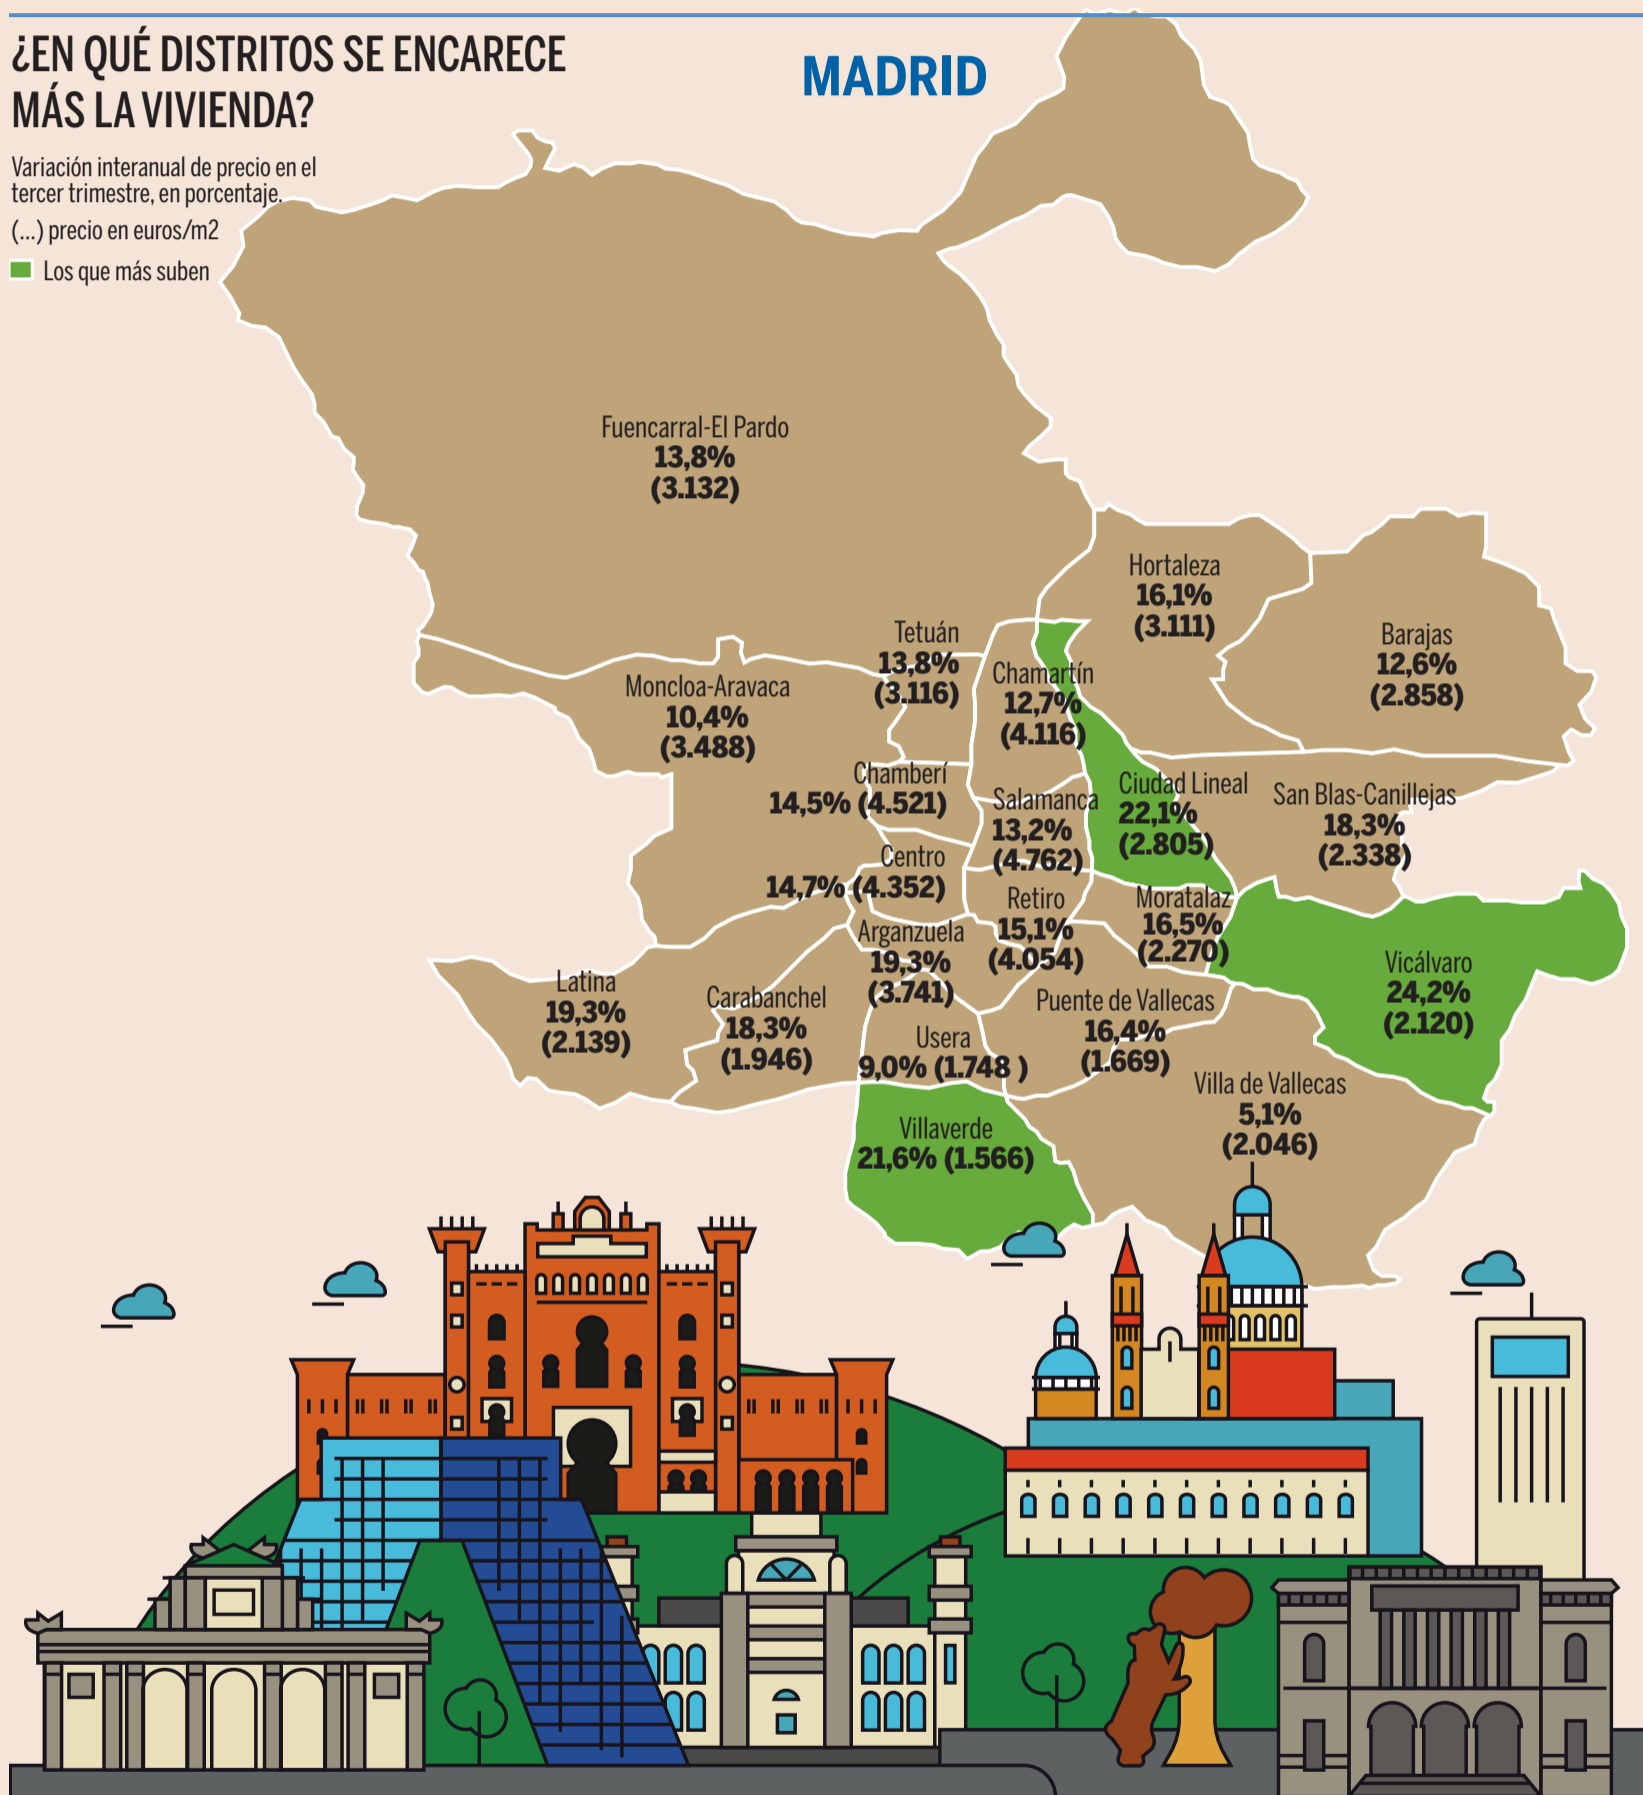 ¿EN QUÉ DISTRITOS SE ENCARECE
MÁS LA VIVIENDA?
MADRID
Variación interanual de precio en el
tercer trimestre, en porcentaje.
(...) precio en euros/m2
Los que más suben
Fuencarral-El Pardo
13,8%
(3.132)
Hortaleza
16,1%
(3.111)
Barajas
12,6%
(2.858)
Tetuán
13,8%
(3.116)
Chamartín
12,7%
(4.116)
Moncloa-Aravaca
10,4%
(3.488)
Chamberí
14,5% (4.521)
Salamanca
13,2%
(4.762)
Ciudad Lineal
22,1%
(2.805)
San Blas-Canillejas
18,3%
(2.338)
Centro
14,7% (4.352)
Retiro
15,1%
(4.054)
Moratalaz
16,5%
(2.270)
Arganzuela
19,3%
(3.741)
Vicálvaro
24,2%
(2.120)
Latina
19,3%
(2.139)
Carabanchel
18,3%
(1.946)
Usera
9,0% (1.748 )
Puente de Vallecas
16,4%
(1.669)
Villa de Vallecas
5,1%
(2.046)
Villaverde
21,6% (1.566)